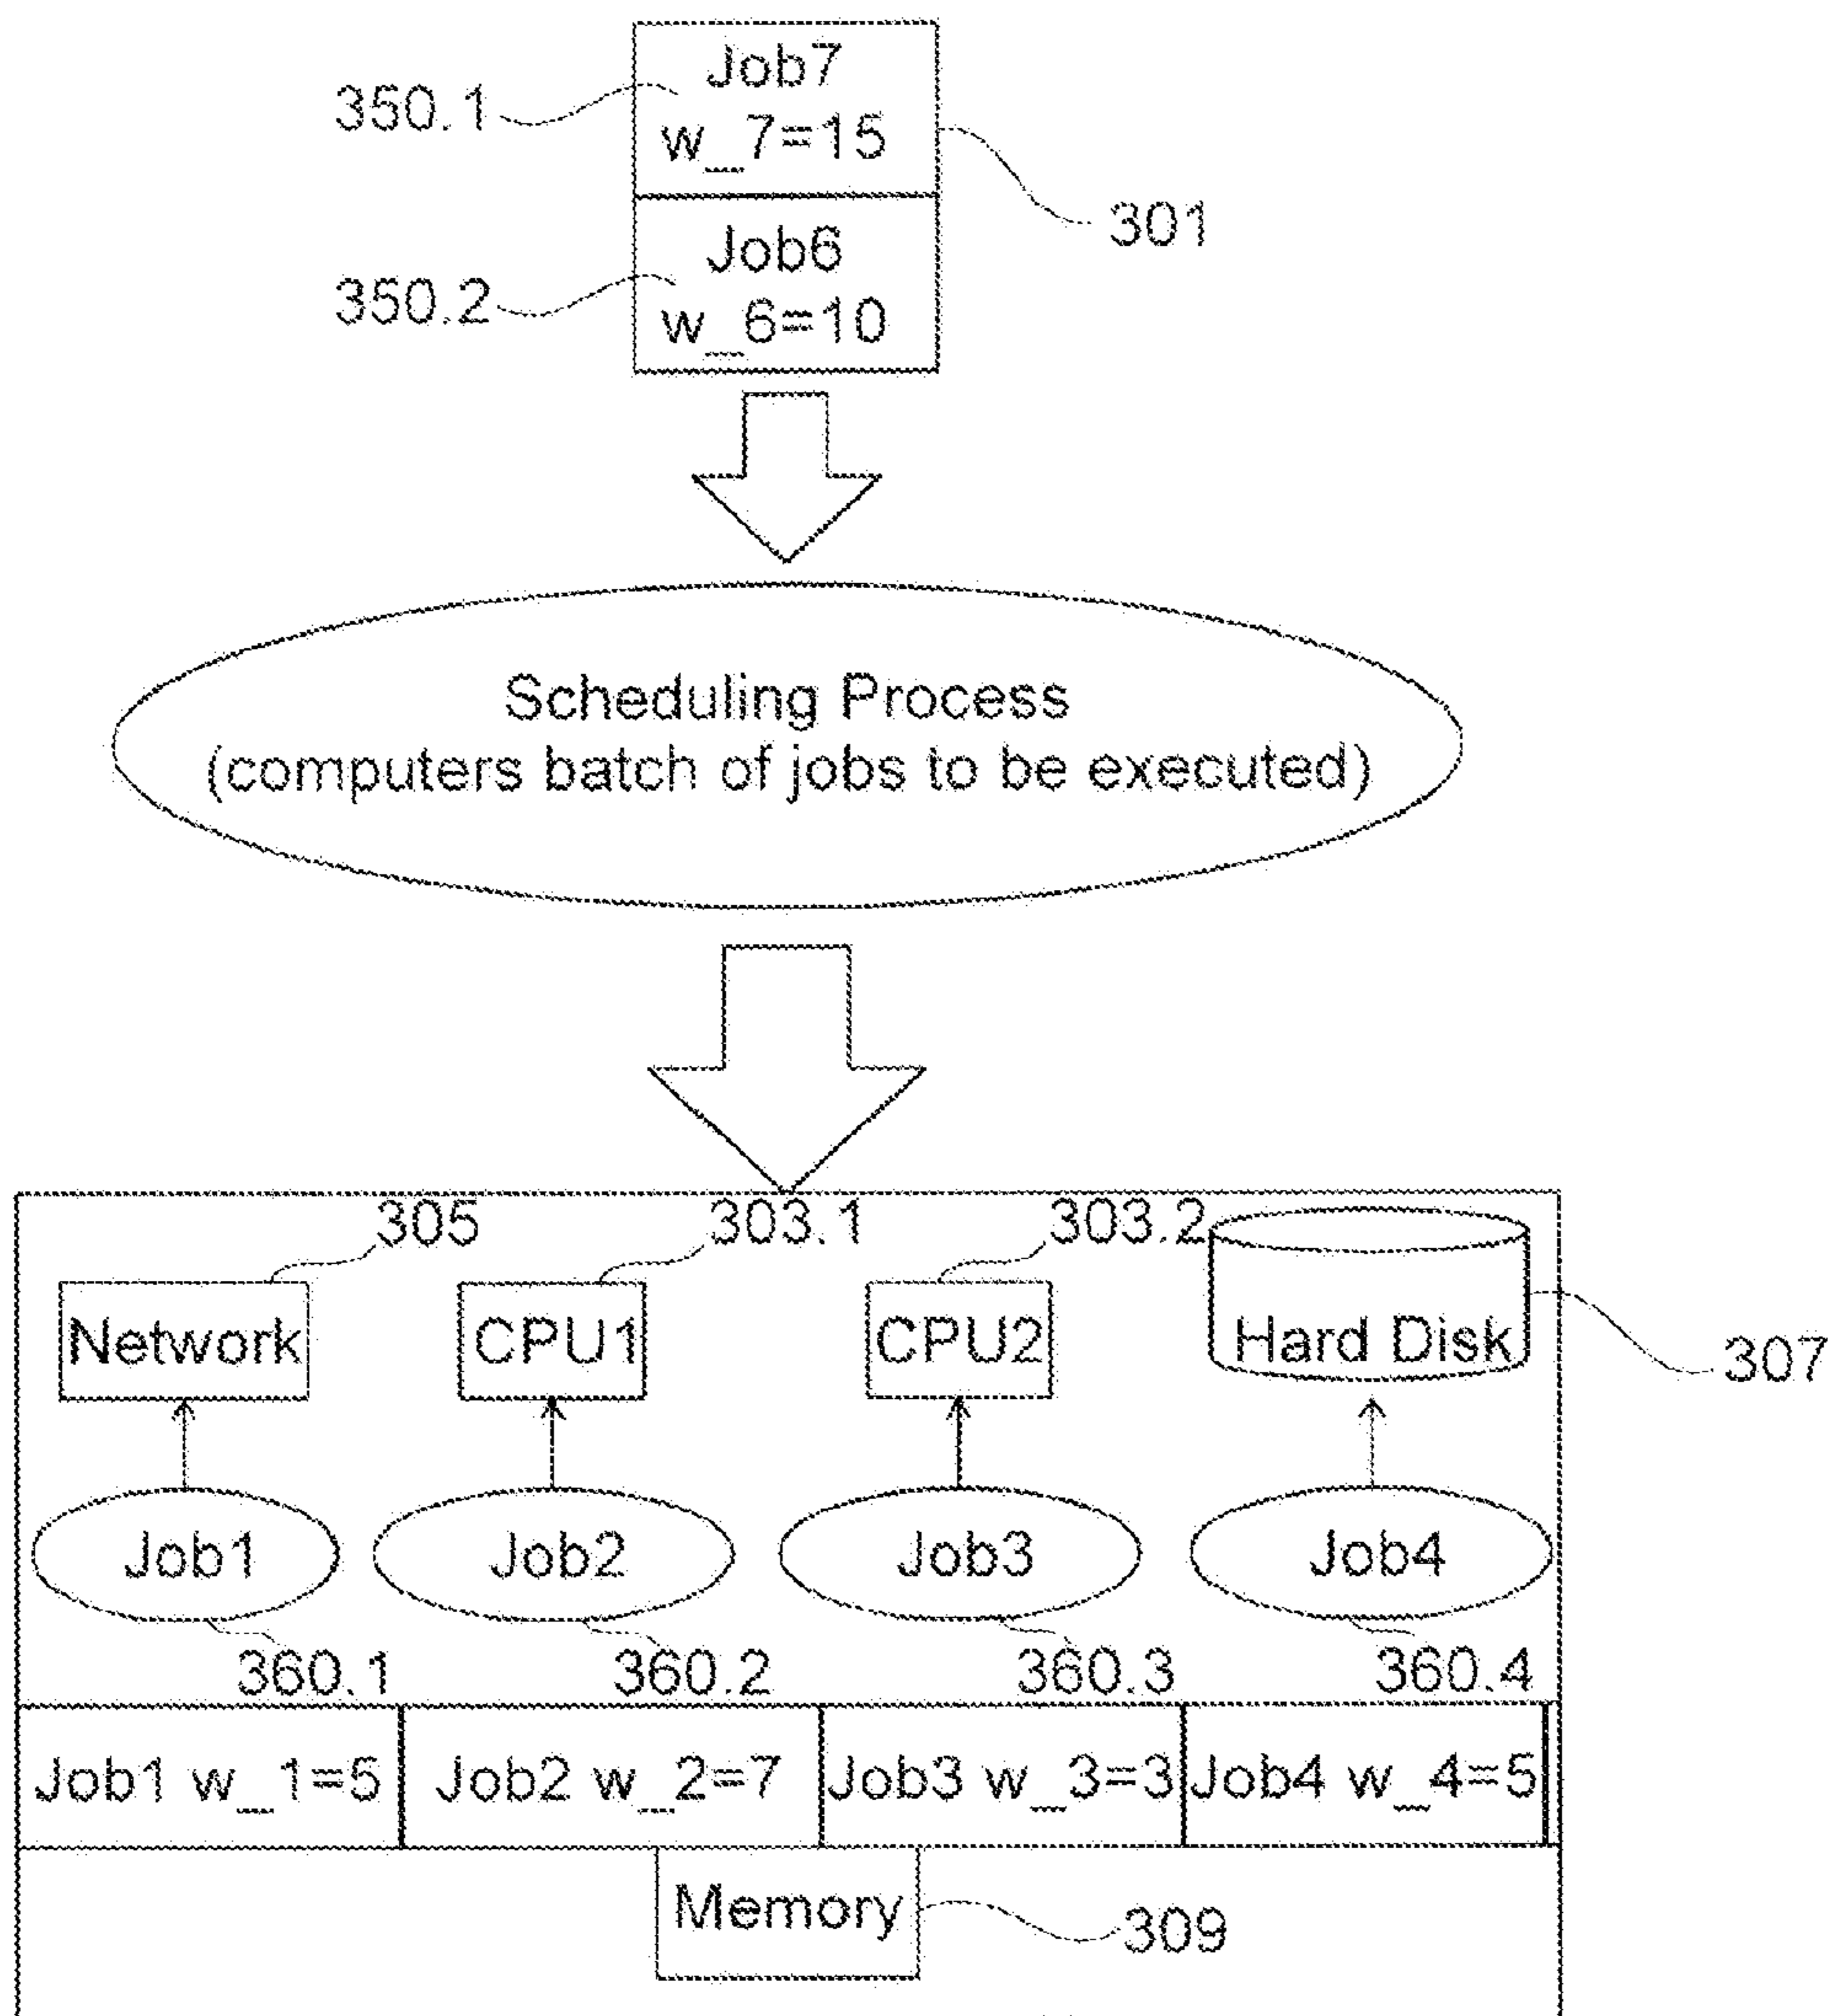 Job7
350.1
w_7=15
301
Job6
350.2
w_6=10
Scheduling Process
(computers batch of jobs to be executed)
305
303.1
303.2
Network
CPU1
CPU2
Hard Disk
307
Job1
Job2
Job3
Job4
360.1
360.2
360.3
360.4
Job1 w_1=5
Job2 w_2=7
Job3 w_3=3
Job4 w_4=5
Memory
309